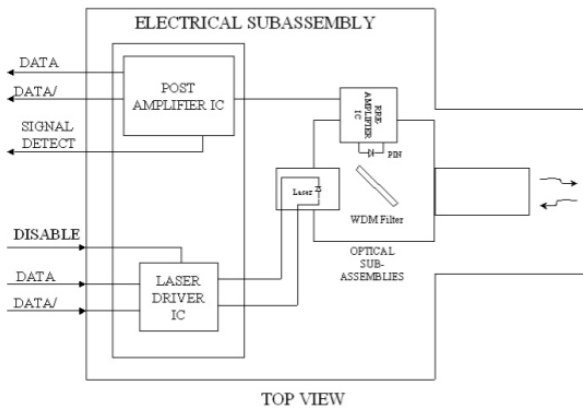 ELECTRICAL SUBASSEMBLY
DATA
DATA/
SIGNAL
DETECT
POST
AMPLIFIER IC
PRE-
AMPLIFIER
IC
PIN
Laser
WDM Filter
OPTICAL
SUB-
ASSEMBLIES
DISABLE
DATA
DATA/
LASER
DRIVER
IC
TOP VIEW